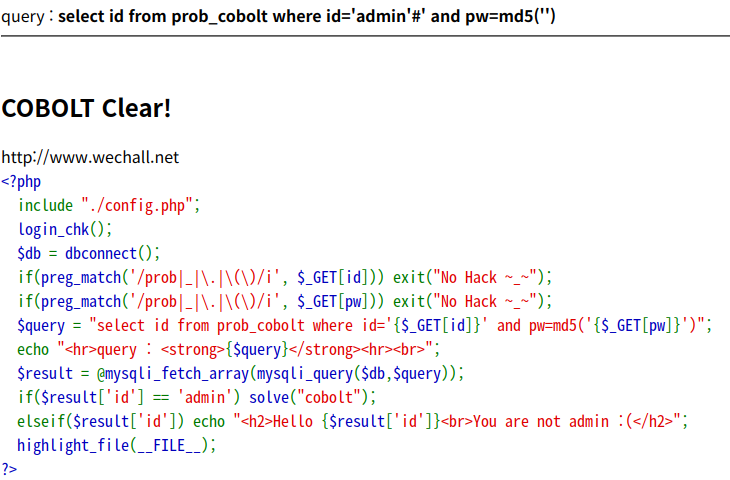 query : select id from prob_cobolt where id='admin'#' and pw=md5('')
COBOLT Clear!
http://www.wechall.net
<?php
  include "./config.php";
  login_chk();
  $db = dbconnect();
  if(preg_match('/prob|_|\.|\(\)/i', $_GET[id])) exit("No Hack ~_~");
  if(preg_match('/prob|_|\.|\(\)/i', $_GET[pw])) exit("No Hack ~_~");
  $query = "select id from prob_cobolt where id='{$_GET[id]}' and pw=md5('{$_GET[pw]}')";
  echo "<hr>query : <strong>{$query}</strong><hr><br>";
  $result = @mysqli_fetch_array(mysqli_query($db,$query));
  if($result['id'] == 'admin') solve("cobolt");
  elseif($result['id']) echo "<h2>Hello {$result['id']}<br>You are not admin :(</h2>";
  highlight_file(__FILE__);
?>